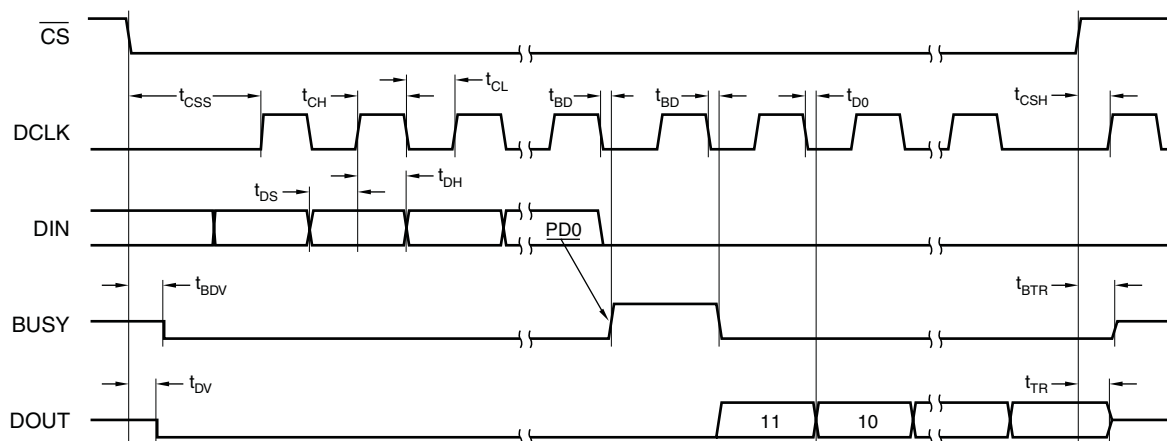 CS
tCSS tCH tCL tBD tBD tD0 tCSH
DCLK
tDS tDH
DIN
PD0
tBDV tBTR
BUSY
tDV tTR
DOUT 11 10